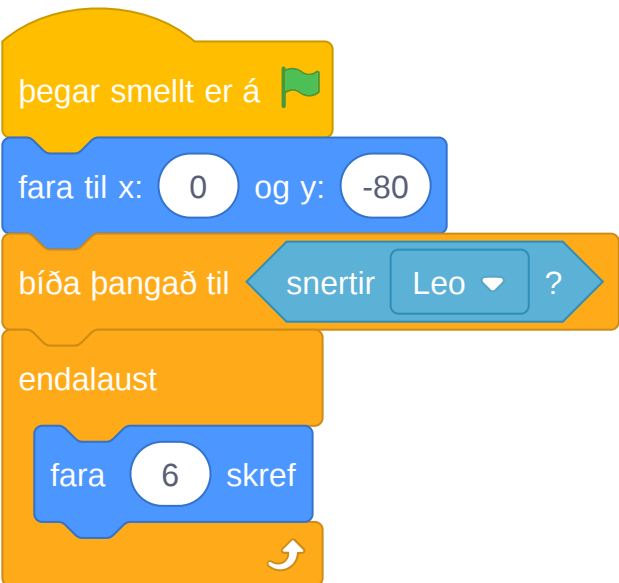 þegar smellt er á
fara til x: 0 og y: -80
bíða þangað til snertir Leo ?
endalaust
fara 6 skref